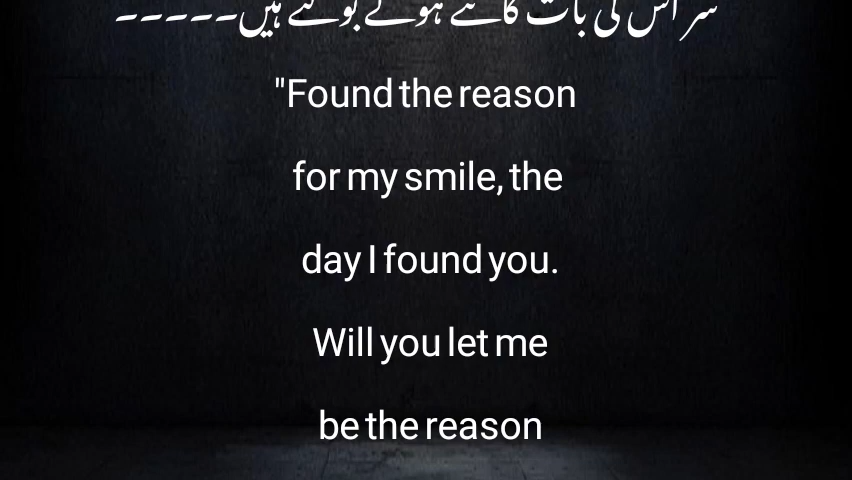 سر اس کی بات کاٹتے ہوئے بولتے ہیں۔۔۔۔۔
"Found the reason
for my smile, the
day I found you.
Will you let me
be the reason